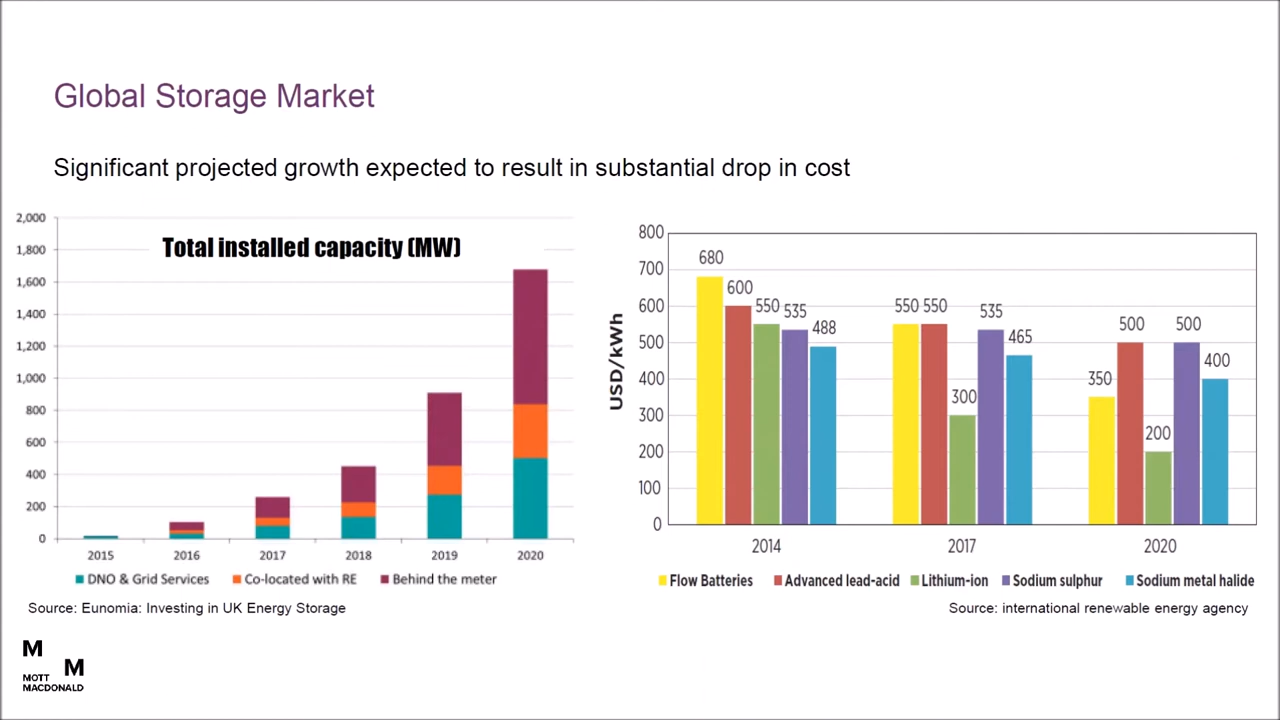 Global Storage Market
Significant projected growth expected to result in substantial drop in cost
Total installed capacity (MW)
2,000
1,800
1,600
1,400
1,200
1,000
800
600
400
200
0
2015 2016 2017 2018 2019 2020
DNO & Grid Services Co-located with RE Behind the meter
Source: Eunomia: Investing in UK Energy Storage
USD/kWh
800
700
600
500
400
300
200
100
0
680 600 550 535 488
550 550 300 535 465
350 500 200 500 400
2014 2017 2020
Flow Batteries Advanced lead-acid Lithium-ion Sodium sulphur Sodium metal halide
Source: international renewable energy agency
M
M
MOTT
MACDONALD